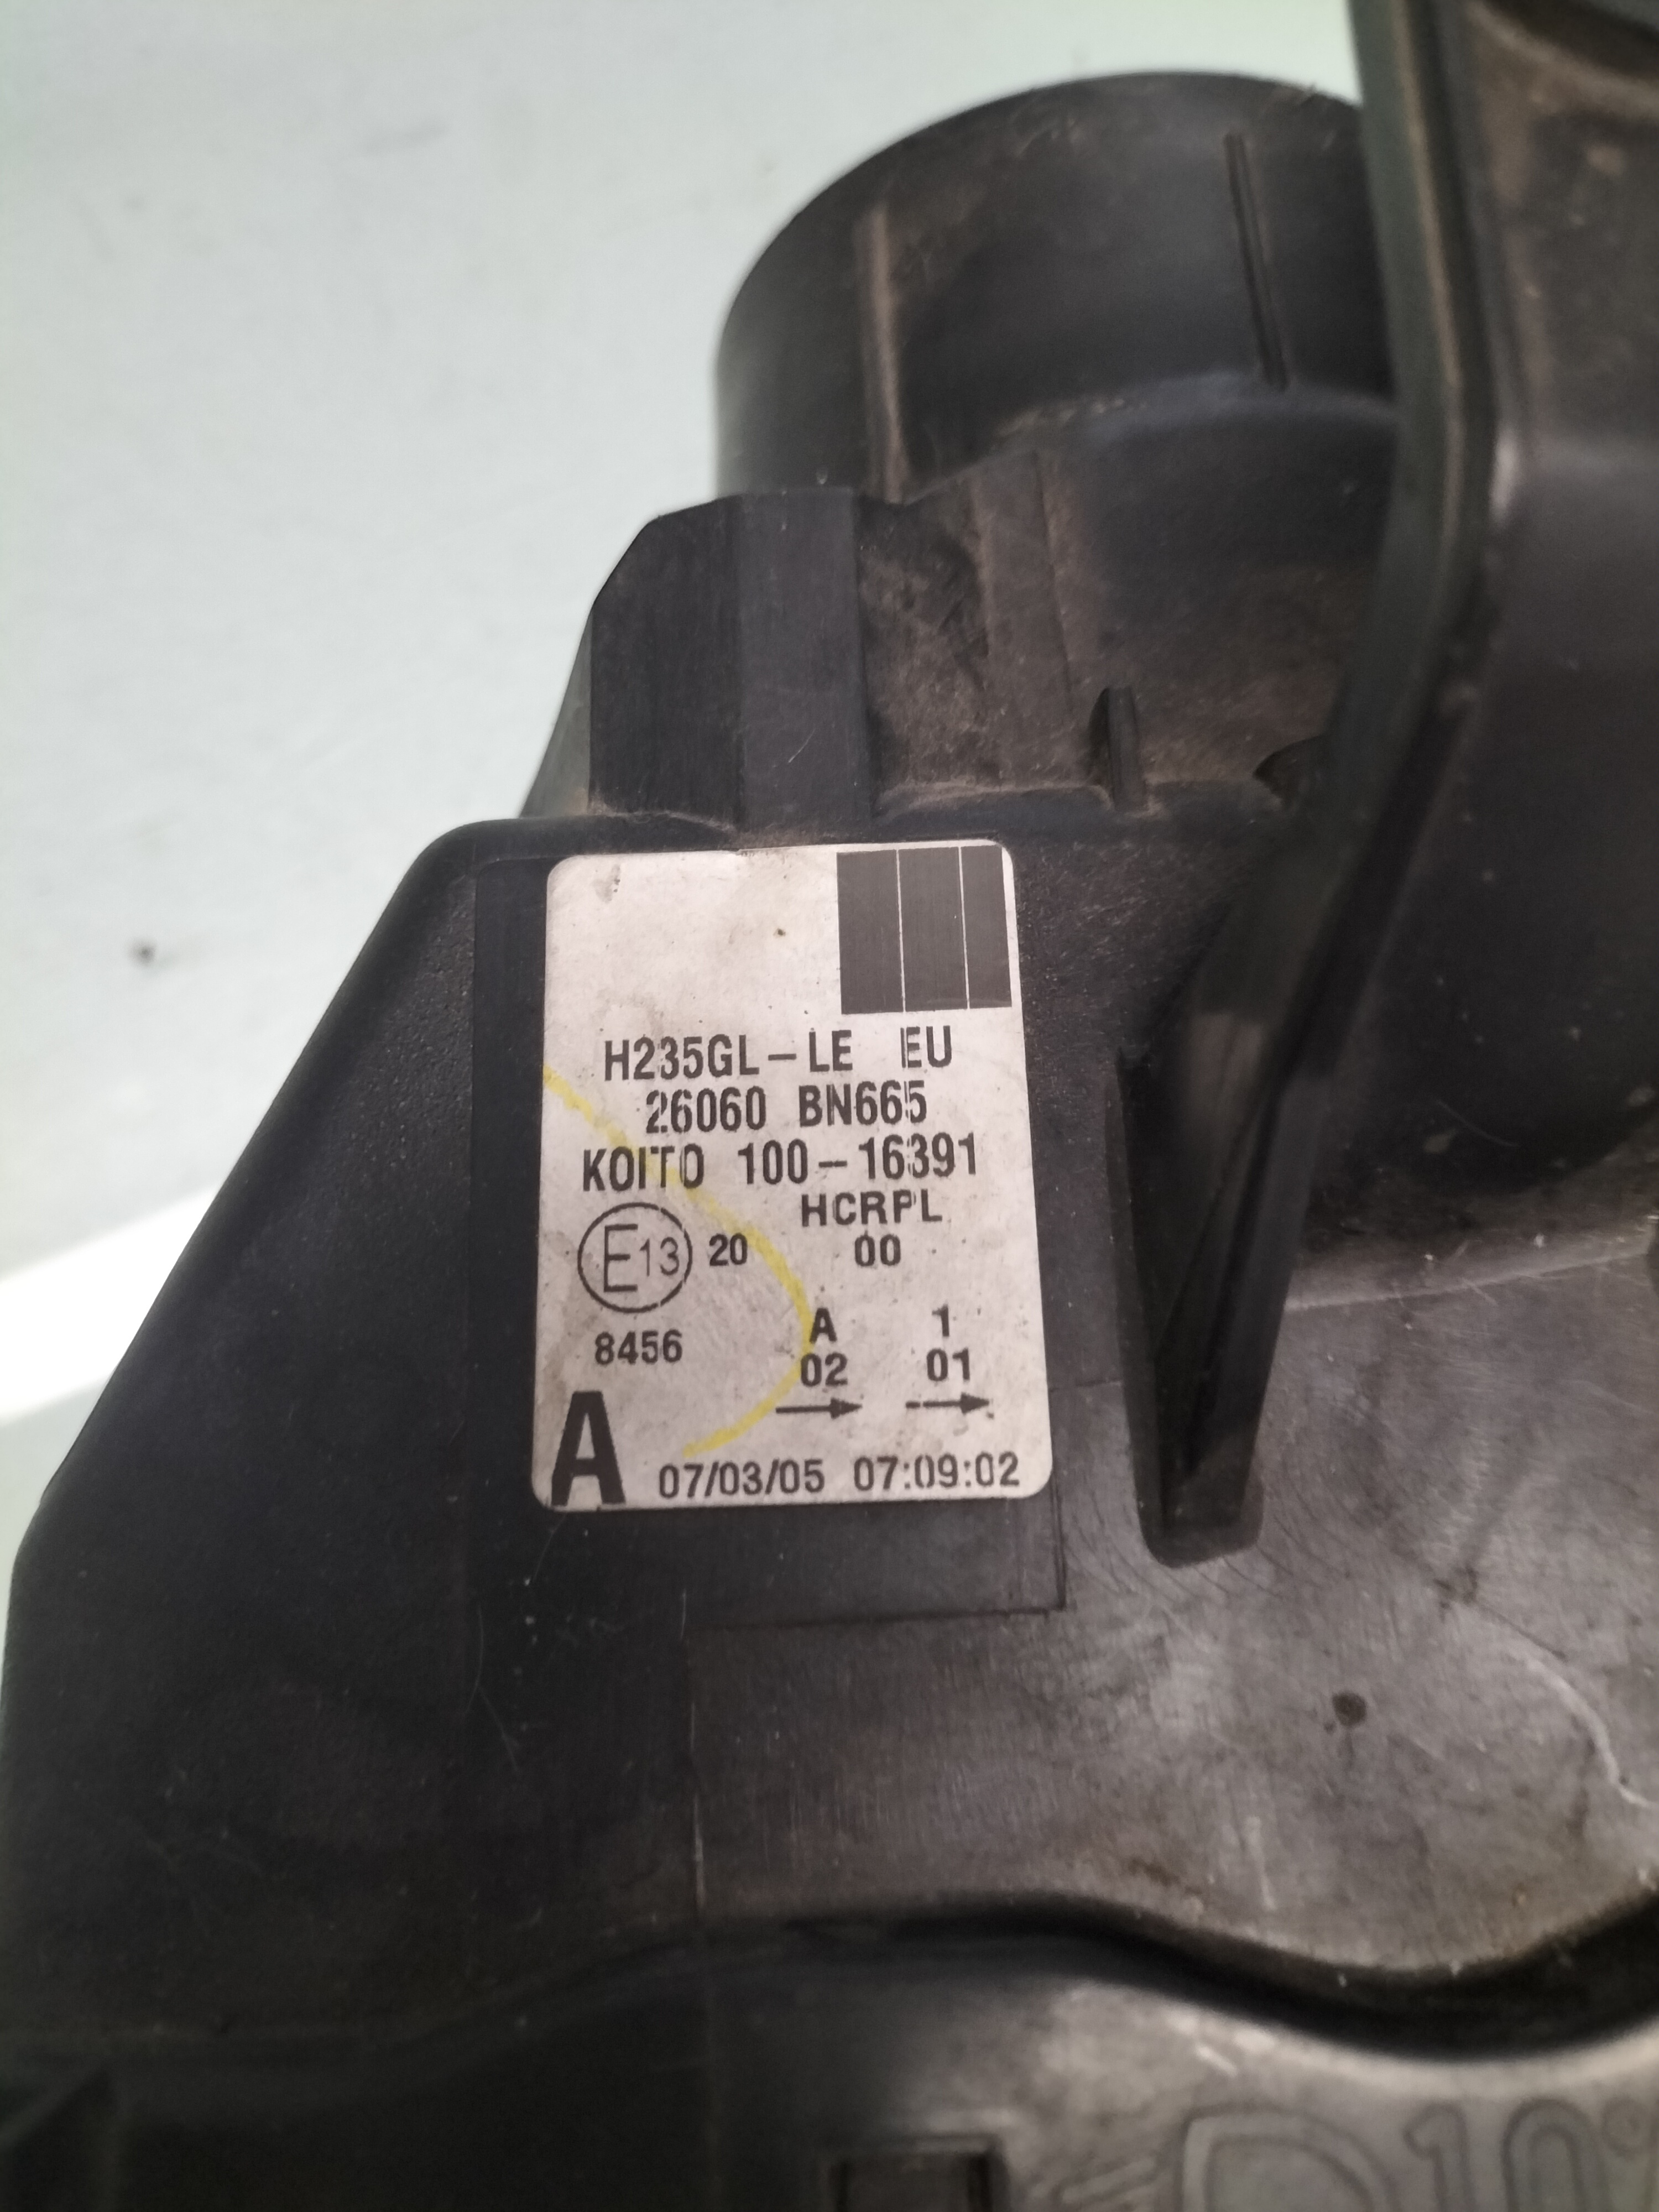 H235GL-LE EU
26060 BN665
KOITO 100-16391
HCRPL
E13 20 00
8456
A 1
02 01
A 07/03/05 07:09:02